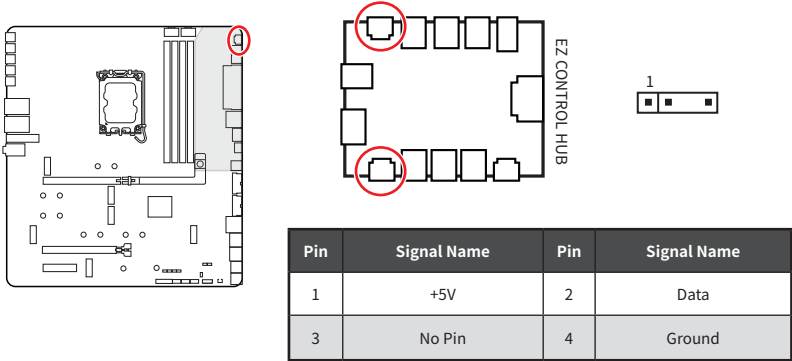 EZ CONTROL HUB
1
Pin Signal Name Pin Signal Name
1 +5V 2 Data
3 No Pin 4 Ground